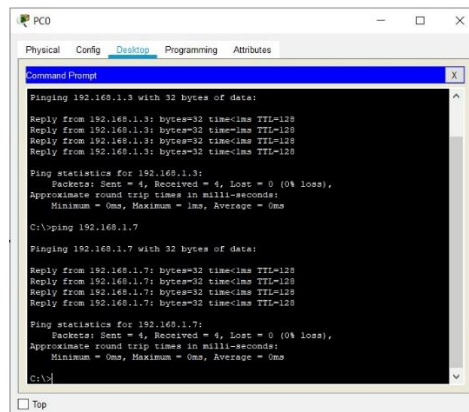 PC0
Physical Config Desktop Programming Attributes
Command Prompt X
Pinging 192.168.1.3 with 32 bytes of data:
Reply from 192.168.1.3: bytes=32 time<1ms TTL=128
Reply from 192.168.1.3: bytes=32 time=1ms TTL=128
Reply from 192.168.1.3: bytes=32 time<1ms TTL=128
Reply from 192.168.1.3: bytes=32 time<1ms TTL=128
Ping statistics for 192.168.1.3:
Packets: Sent = 4, Received = 4, Lost = 0 (0% loss),
Approximate round trip times in milli-seconds:
Minimum = 0ms, Maximum = 1ms, Average = 0ms
C:\>ping 192.168.1.7
Pinging 192.168.1.7 with 32 bytes of data:
Reply from 192.168.1.7: bytes=32 time<1ms TTL=128
Reply from 192.168.1.7: bytes=32 time<1ms TTL=128
Reply from 192.168.1.7: bytes=32 time<1ms TTL=128
Reply from 192.168.1.7: bytes=32 time<1ms TTL=128
Ping statistics for 192.168.1.7:
Packets: Sent = 4, Received = 4, Lost = 0 (0% loss),
Approximate round trip times in milli-seconds:
Minimum = 0ms, Maximum = 0ms, Average = 0ms
C:\>
Top